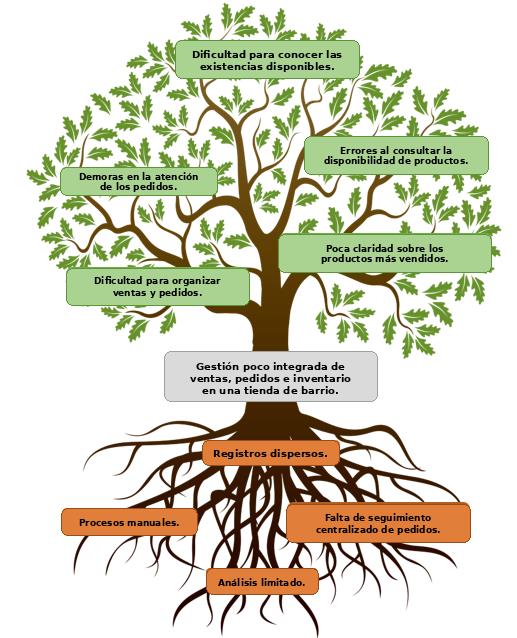 Dificultad para conocer las
existencias disponibles.
Errores al consultar la
disponibilidad de productos.
Demoras en la atención
de los pedidos.
Poca claridad sobre los
productos más vendidos.
Dificultad para organizar
ventas y pedidos.
Gestión poco integrada de
ventas, pedidos e inventario
en una tienda de barrio.
Registros dispersos.
Procesos manuales.
Falta de seguimiento
centralizado de pedidos.
Análisis limitado.